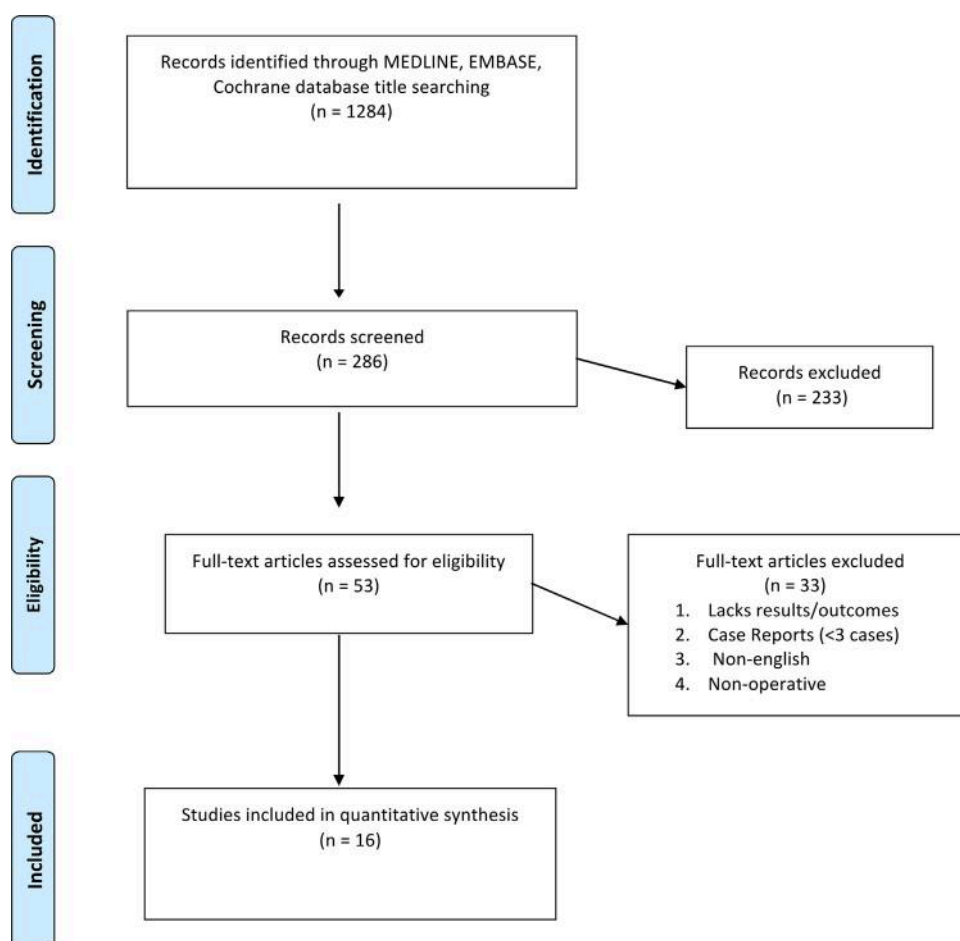 Identification
Records identified through MEDLINE, EMBASE,
Cochrane database title searching
(n = 1284)
Screening
Records screened
(n = 286)
Records excluded
(n = 233)
Eligibility
Full-text articles assessed for eligibility
(n = 53)
Full-text articles excluded
(n = 33)
1. Lacks results/outcomes
2. Case Reports (<3 cases)
3. Non-english
4. Non-operative
Included
Studies included in quantitative synthesis
(n = 16)